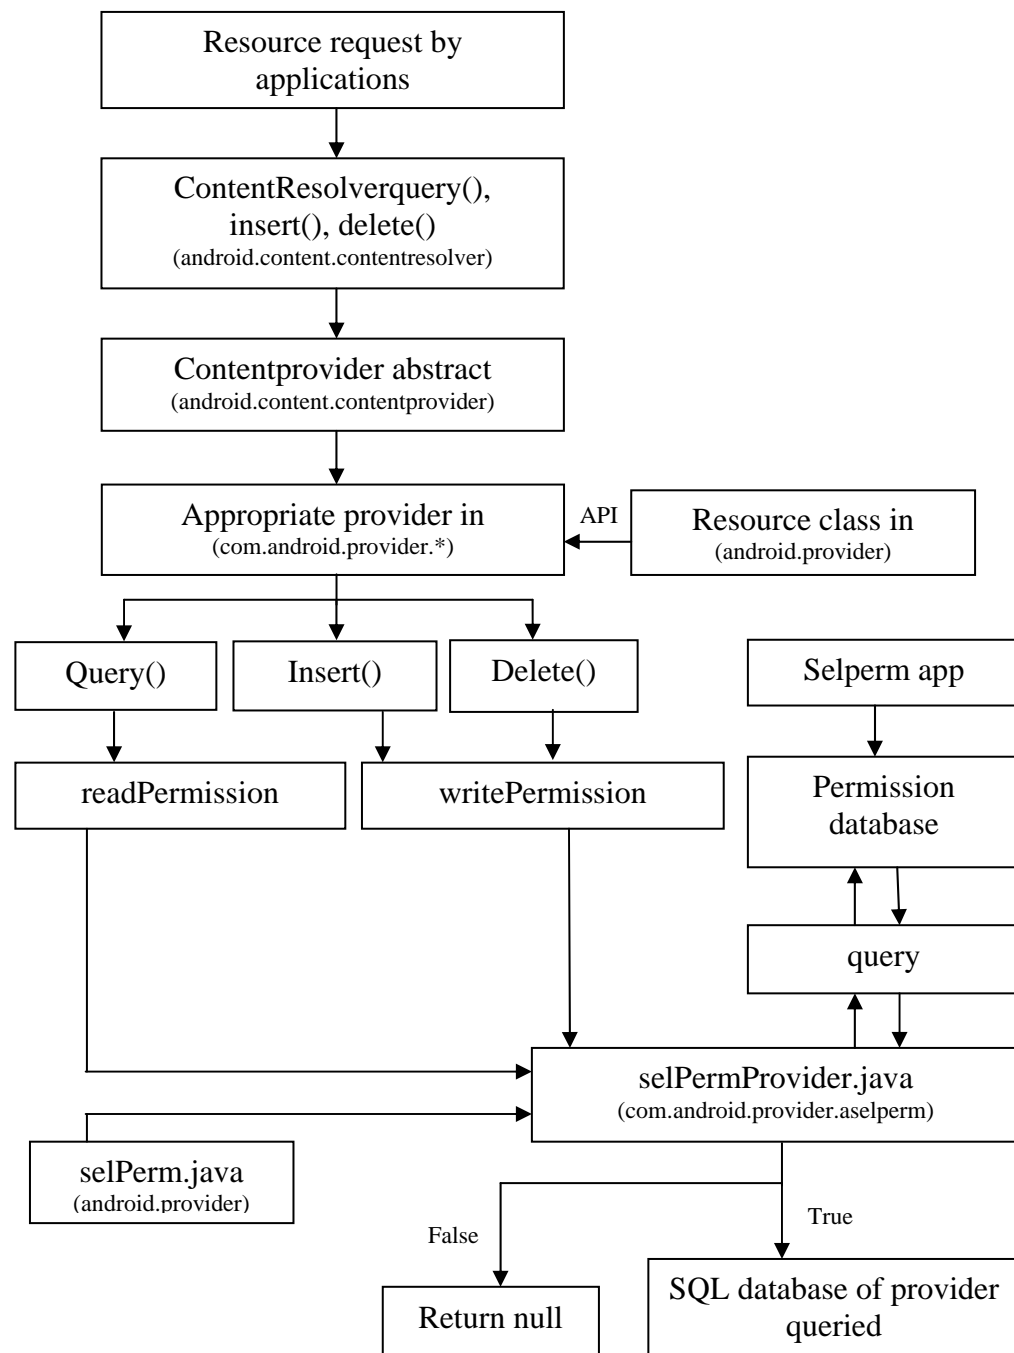 Resource request by
applications
ContentResolverquery(),
insert(), delete()
(android.content.contentresolver)
Contentprovider abstract
(android.content.contentprovider)
Appropriate provider in
(com.android.provider.*)
API
Resource class in
(android.provider)
Query()
Insert()
Delete()
Selperm app
readPermission
writePermission
Permission
database
query
selPermProvider.java
(com.android.provider.aselperm)
selPerm.java
(android.provider)
False
True
Return null
SQL database of provider
queried